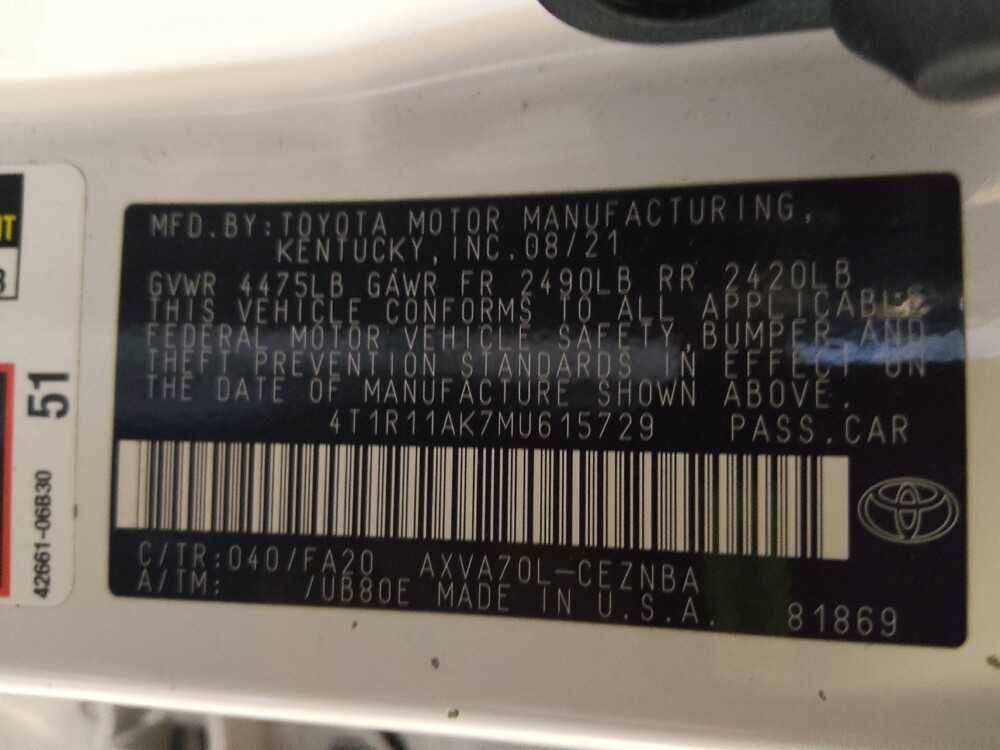 MFD.BY:TOYOTA MOTOR MANUFACTURING,
KENTUCKY, INC. 08/21
GVWR 4475LB GAWR FR 2490LB RR 2420LB
THIS VEHICLE CONFORMS TO ALL APPLICABLE
FEDERAL MOTOR VEHICLE SAFETY, BUMPER AND
THEFT PREVENTION STANDARDS IN EFFECT ON
THE DATE OF MANUFACTURE SHOWN ABOVE.
4T1R11AK7MU615729 PASS.CAR
C/TR:040/FA20 AXVA70L-CEZNBA
A/TM: /UB80E MADE IN U.S.A.
81869
51
42661-06B30